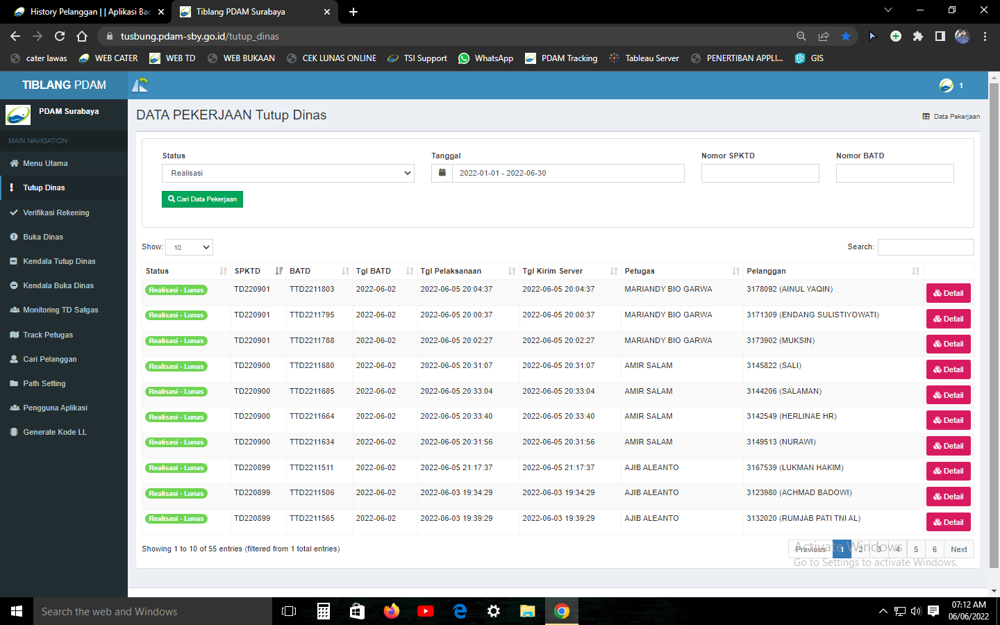 History Pelanggan | | Aplikasi Bac
Tiblang PDAM Surabaya
tusbung.pdam-sby.go.id/tutup_dinas
cater lawas WEB CATER WEB TD WEB BUKAAN CEK LUNAS ONLINE TSI Support WhatsApp PDAM Tracking Tableau Server PENERTIBAN APPLI... GIS
TIBLANG PDAM
1
PDAM Surabaya
MAIN NAVIGATION
Menu Utama
Tutup Dinas
Verifikasi Rekening
Buka Dinas
Kendala Tutup Dinas
Kendala Buka Dinas
Monitoring TD Satgas
Track Petugas
Cari Pelanggan
Path Setting
Pengguna Aplikasi
Generate Kode LL
DATA PEKERJAAN Tutup Dinas
Data Pekerjaan
Status Tanggal Nomor SPKTD Nomor BATD
Realisasi 2022-01-01 - 2022-06-30
Cari Data Pekerjaan
Show: 10 Search:
Status SPKTD BATD Tgl BATD Tgl Pelaksanaan Tgl Kirim Server Petugas Pelanggan
Realisasi - Lunas TD220901 TTD2211803 2022-06-02 2022-06-05 20:04:37 2022-06-05 20:04:37 MARIANDY BIO GARWA 3178092 (AINUL YAQIN) Detail
Realisasi - Lunas TD220901 TTD2211795 2022-06-02 2022-06-05 20:00:37 2022-06-05 20:00:37 MARIANDY BIO GARWA 3171309 (ENDANG SULISTIYOWATI) Detail
Realisasi - Lunas TD220901 TTD2211788 2022-06-02 2022-06-05 20:02:27 2022-06-05 20:02:27 MARIANDY BIO GARWA 3173902 (MUKSIN) Detail
Realisasi - Lunas TD220900 TTD2211680 2022-06-02 2022-06-05 20:31:07 2022-06-05 20:31:07 AMIR SALAM 3145822 (SALI) Detail
Realisasi - Lunas TD220900 TTD2211685 2022-06-02 2022-06-05 20:33:04 2022-06-05 20:33:04 AMIR SALAM 3144206 (SALAMAN) Detail
Realisasi - Lunas TD220900 TTD2211664 2022-06-02 2022-06-05 20:33:40 2022-06-05 20:33:40 AMIR SALAM 3142549 (HERLINAE HR) Detail
Realisasi - Lunas TD220900 TTD2211634 2022-06-02 2022-06-05 20:31:56 2022-06-05 20:31:56 AMIR SALAM 3149513 (NURAWI) Detail
Realisasi - Lunas TD220899 TTD2211511 2022-06-02 2022-06-05 21:17:37 2022-06-05 21:17:37 AJIB ALEANTO 3167539 (LUKMAN HAKIM) Detail
Realisasi - Lunas TD220899 TTD2211506 2022-06-02 2022-06-03 19:34:29 2022-06-03 19:34:29 AJIB ALEANTO 3123980 (ACHMAD BADOWI) Detail
Realisasi - Lunas TD220899 TTD2211565 2022-06-02 2022-06-03 19:39:29 2022-06-03 19:39:29 AJIB ALEANTO 3132020 (RUMJAB PATI TNI AL) Detail
Showing 1 to 10 of 55 entries (filtered from 1 total entries)
Previous 1 2 3 4 5 6 Next
Activate Windows
Go to Settings to activate Windows.
Search the web and Windows
07:12 AM
06/06/2022